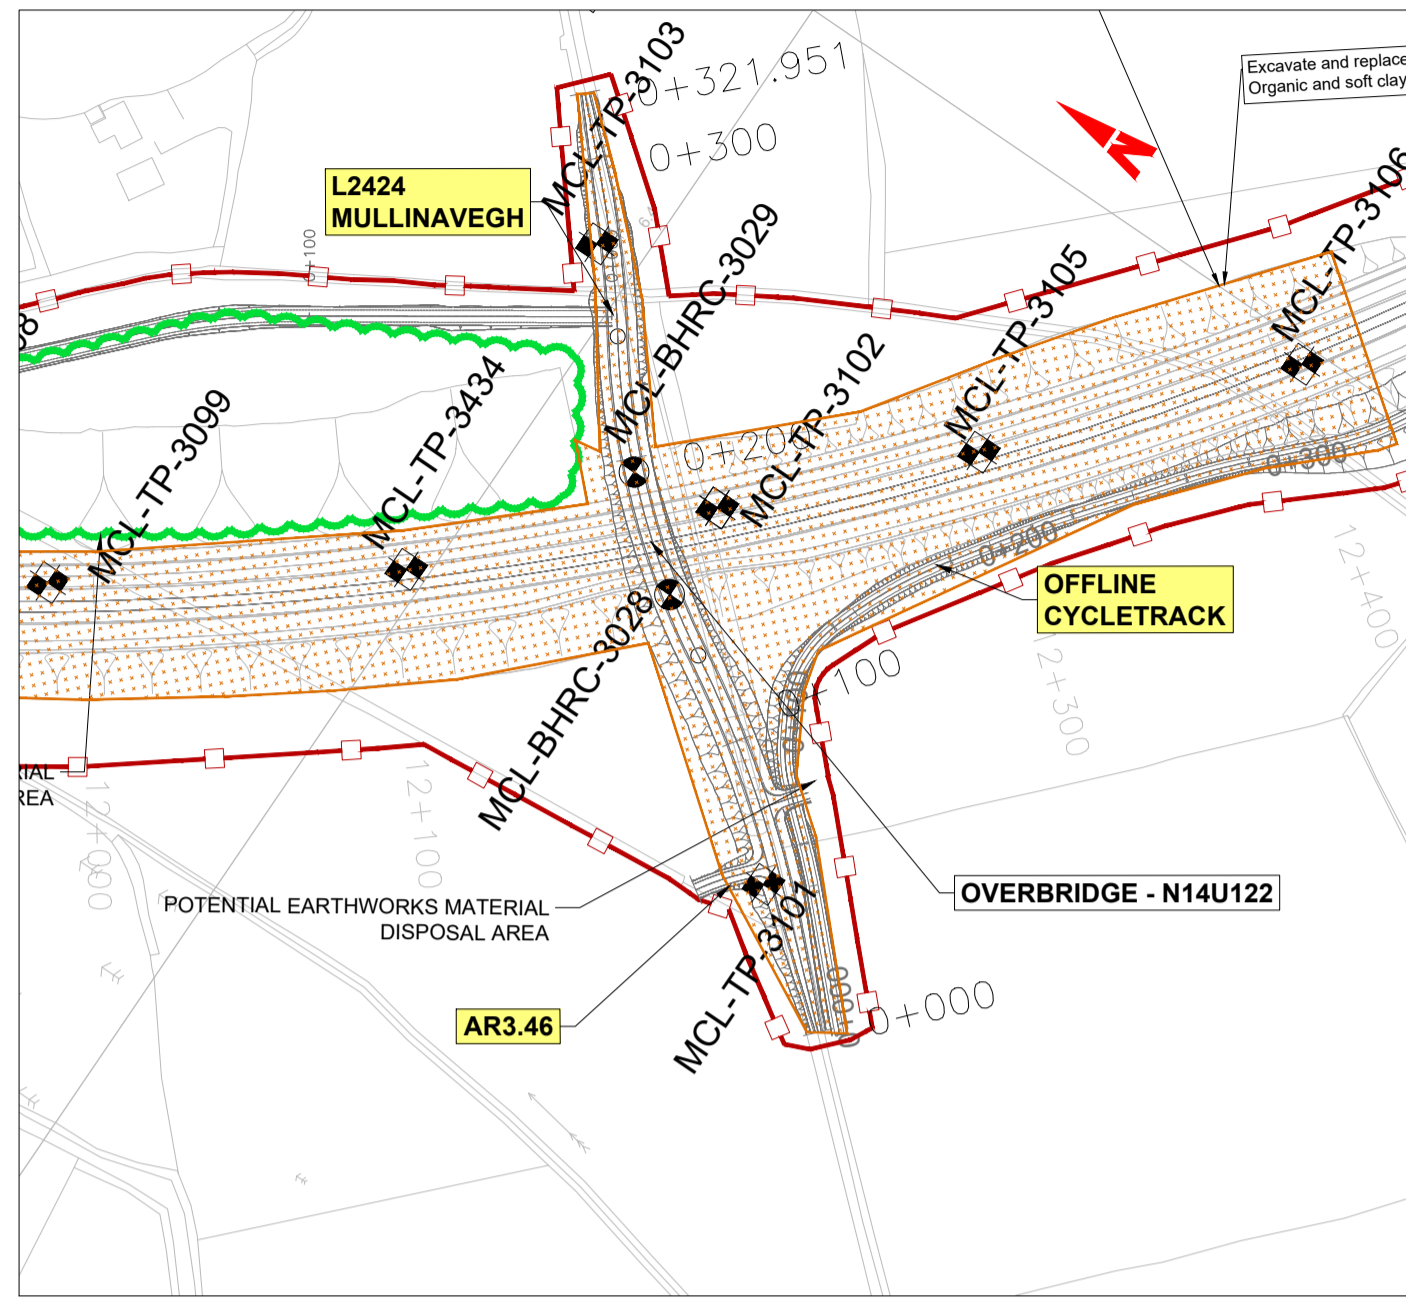 MCL-TP-3103
0+321.951
0+300
Excavate and replace
Organic and soft clay
L2424
MULLINAVEGH
0+100
MCL-BHRC-3029
MCL-TP-3105
MCL-TP-3106
MCL-TP-3102
MCL-TP-3434
MCL-TP-3099
0+300
0+200
OFFLINE
CYCLETRACK
12+400
12+300
MCL-BHRC-3028
0+100
12+100
12+000
POTENTIAL EARTHWORKS MATERIAL
DISPOSAL AREA
OVERBRIDGE - N14U122
MCL-TP-3101
AR3.46
0+000
0+000